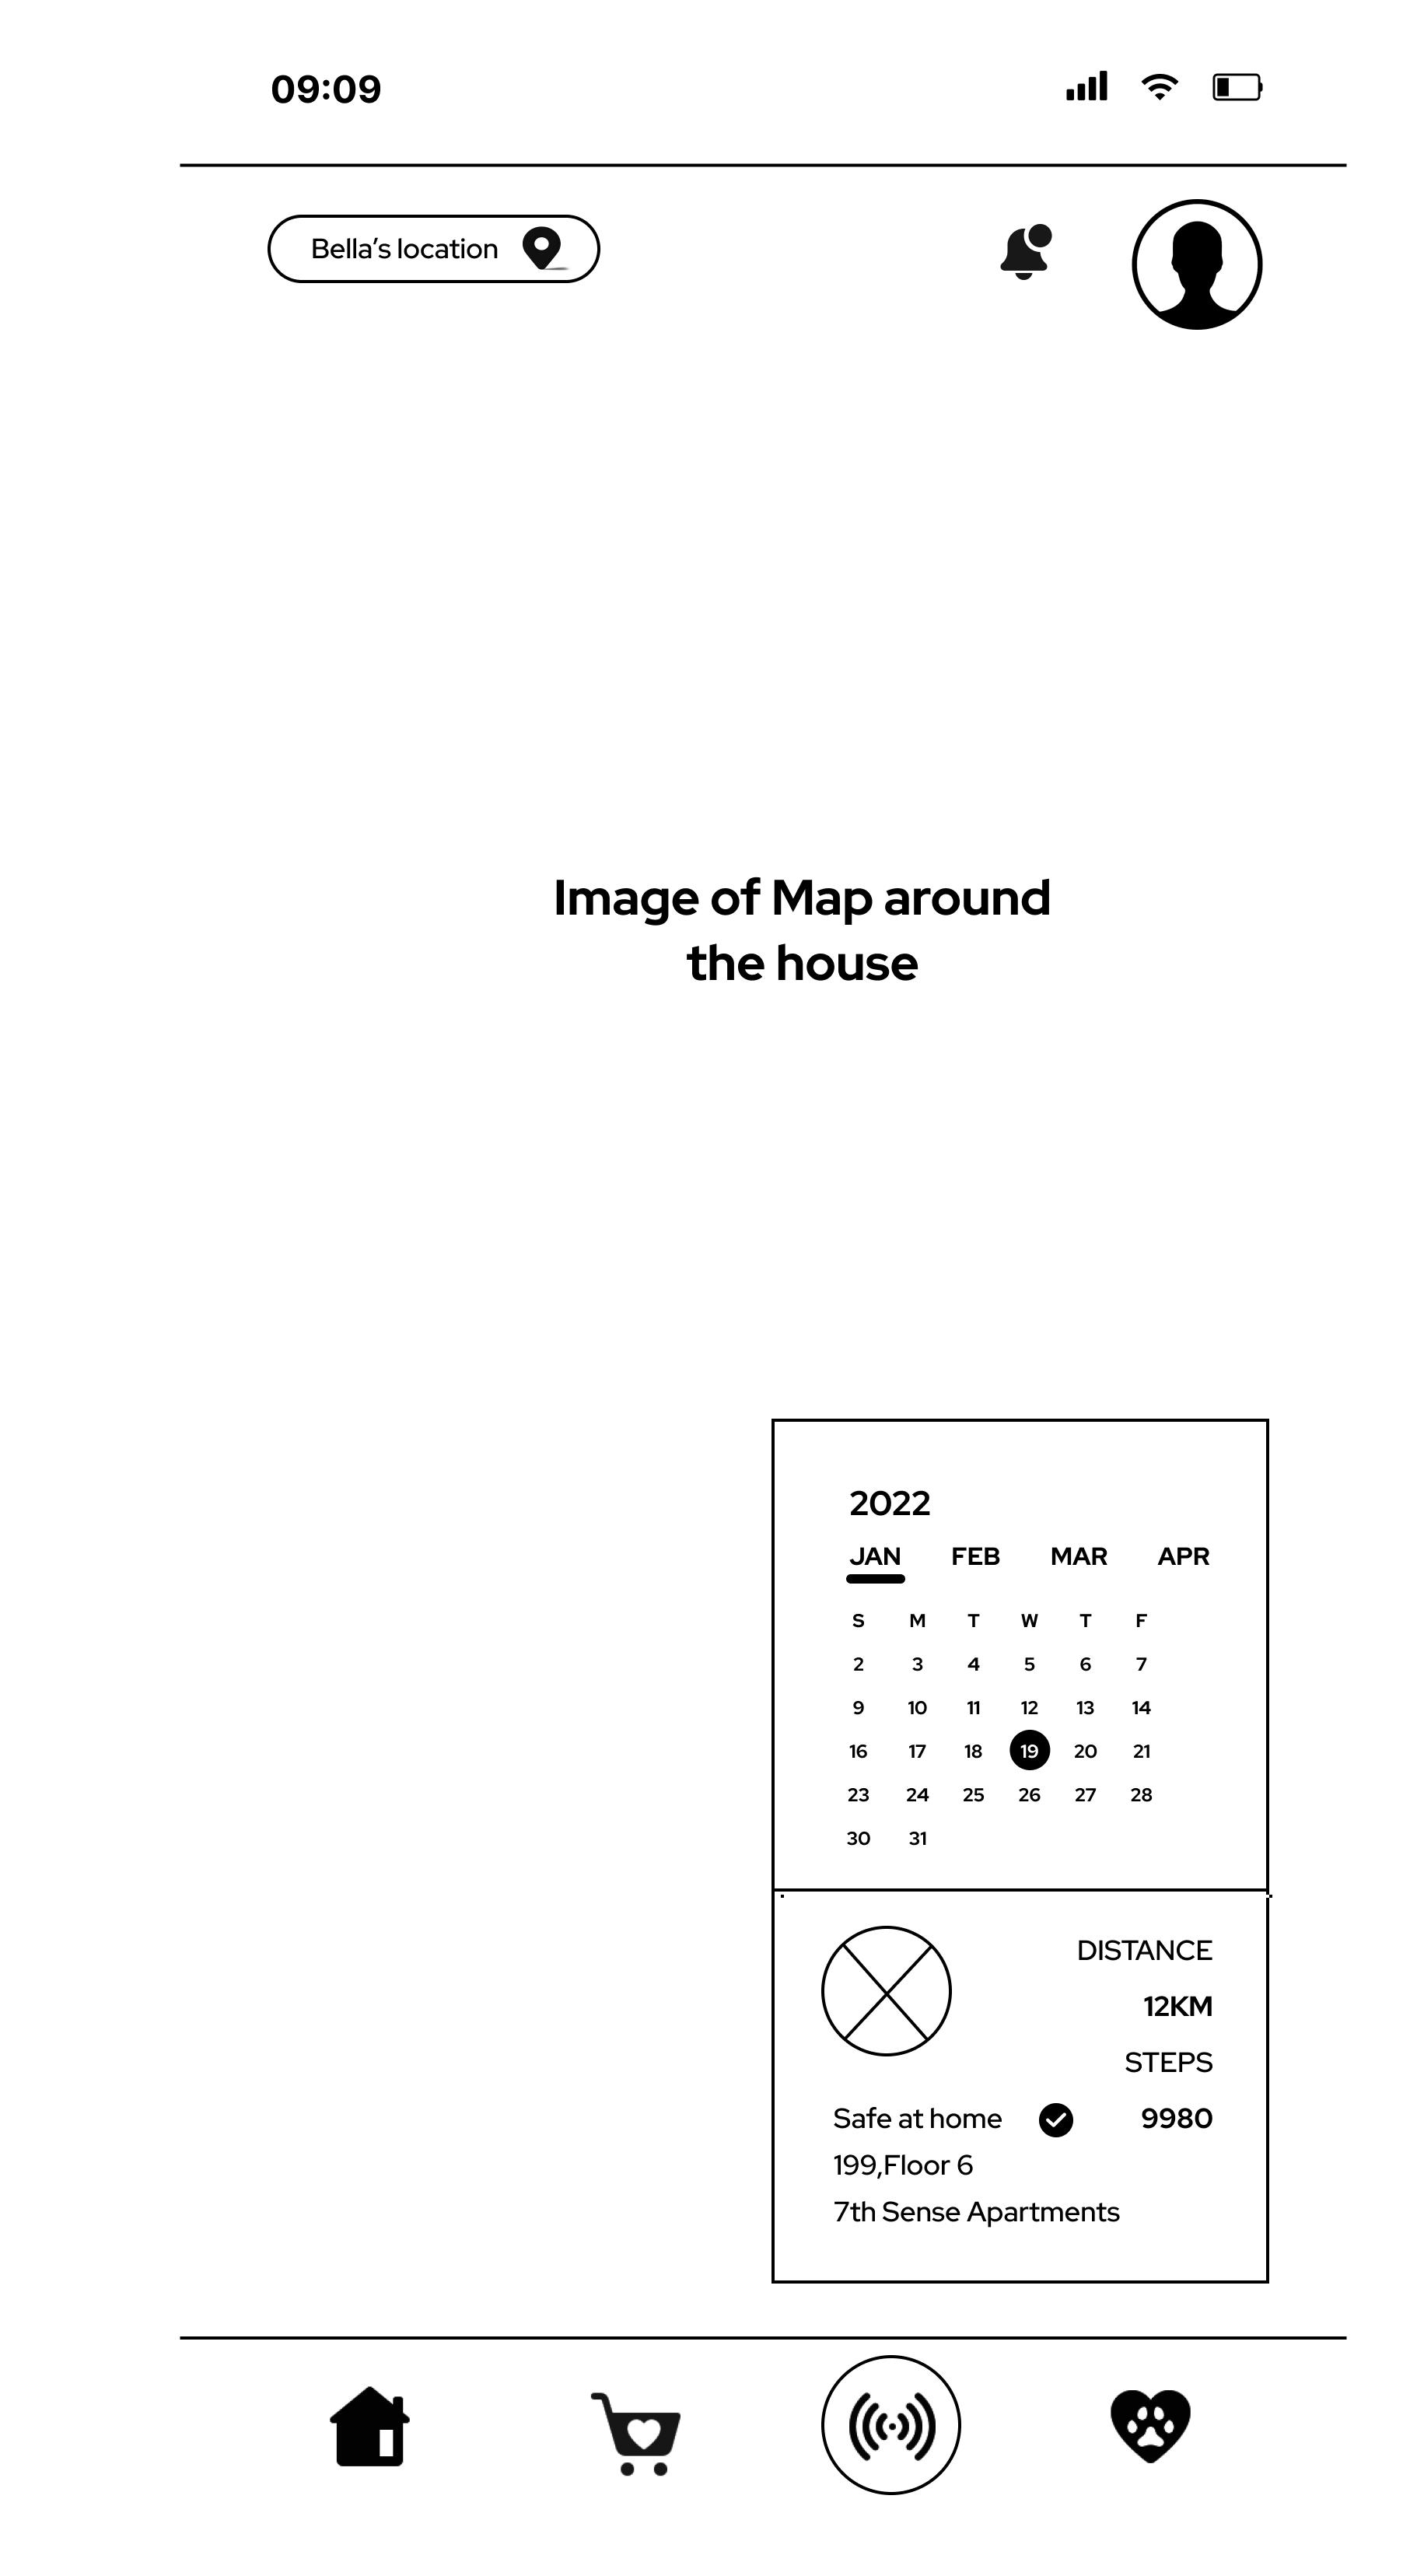 09:09
Bella's location
Image of Map around
the house
2022
JAN FEB MAR APR
S M T W T F
2 3 4 5 6 7
9 10 11 12 13 14
16 17 18 19 20 21
23 24 25 26 27 28
30 31
DISTANCE
12KM
STEPS
9980
Safe at home
199,Floor 6
7th Sense Apartments